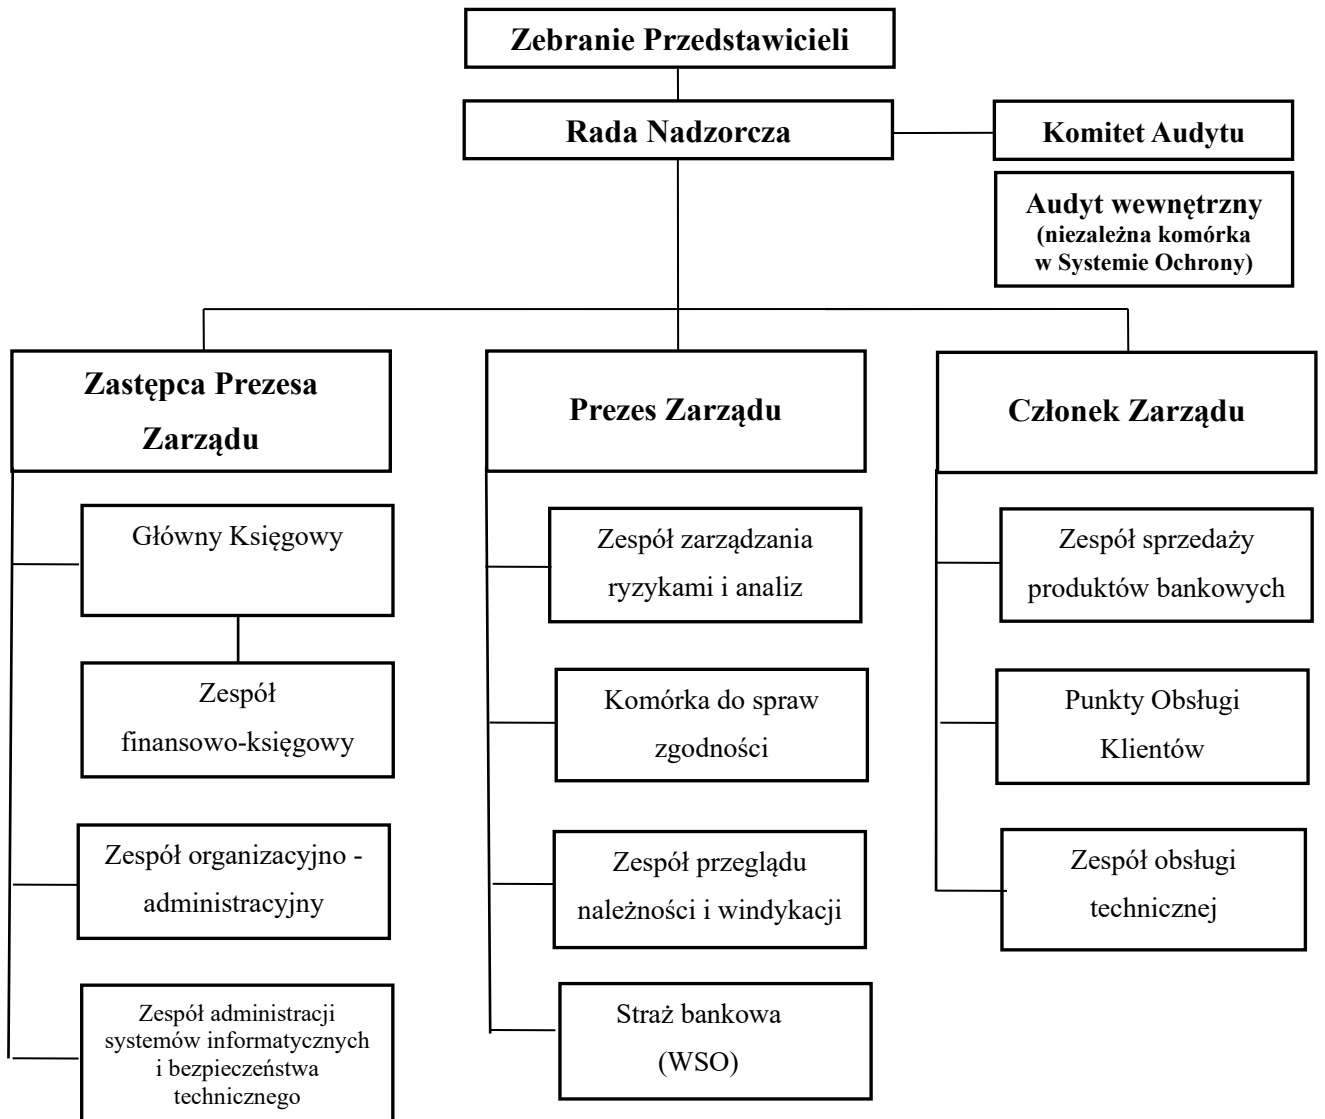 Zebranie Przedstawicieli
Rada Nadzorcza
Komitet Audytu
Audyt wewnętrzny
(niezależna komórka
w Systemie Ochrony)
Zastępca Prezesa
Zarządu
Prezes Zarządu
Członek Zarządu
Główny Księgowy
Zespół
finansowo-księgowy
Zespół organizacyjno -
administracyjny
Zespół administracji
systemów informatycznych
i bezpieczeństwa
technicznego
Zespół zarządzania
ryzykami i analiz
Komórka do spraw
zgodności
Zespół przeglądu
należności i windykacji
Straż bankowa
(WSO)
Zespół sprzedaży
produktów bankowych
Punkty Obsługi
Klientów
Zespół obsługi
technicznej